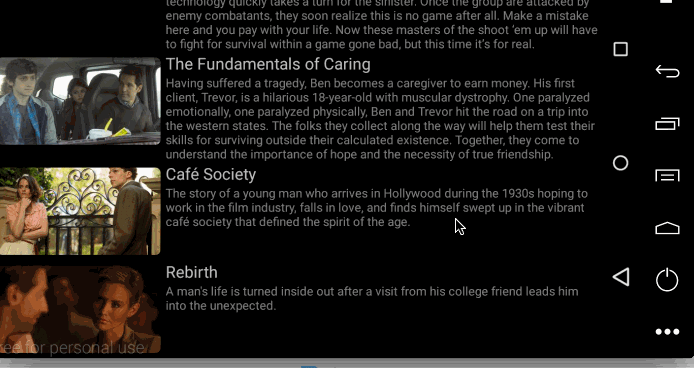 technology quickly takes a turn for the sinister. Once the group are attacked by
enemy combatants, they soon realize this is no game after all. Make a mistake
here and you pay with your life. Now these masters of the shoot 'em up will have
to fight for survival within a game gone bad, but this time it's for real.
The Fundamentals of Caring
Having suffered a tragedy, Ben becomes a caregiver to earn money. His first
client, Trevor, is a hilarious 18-year-old with muscular dystrophy. One paralyzed
emotionally, one paralyzed physically, Ben and Trevor hit the road on a trip into
the western states. The folks they collect along the way will help them test their
skills for surviving outside their calculated existence. Together, they come to
understand the importance of hope and the necessity of true friendship.
Café Society
The story of a young man who arrives in Hollywood during the 1930s hoping to
work in the film industry, falls in love, and finds himself swept up in the vibrant
café society that defined the spirit of the age.
Rebirth
A man's life is turned inside out after a visit from his college friend leads him
into the unexpected.
ree for personal use